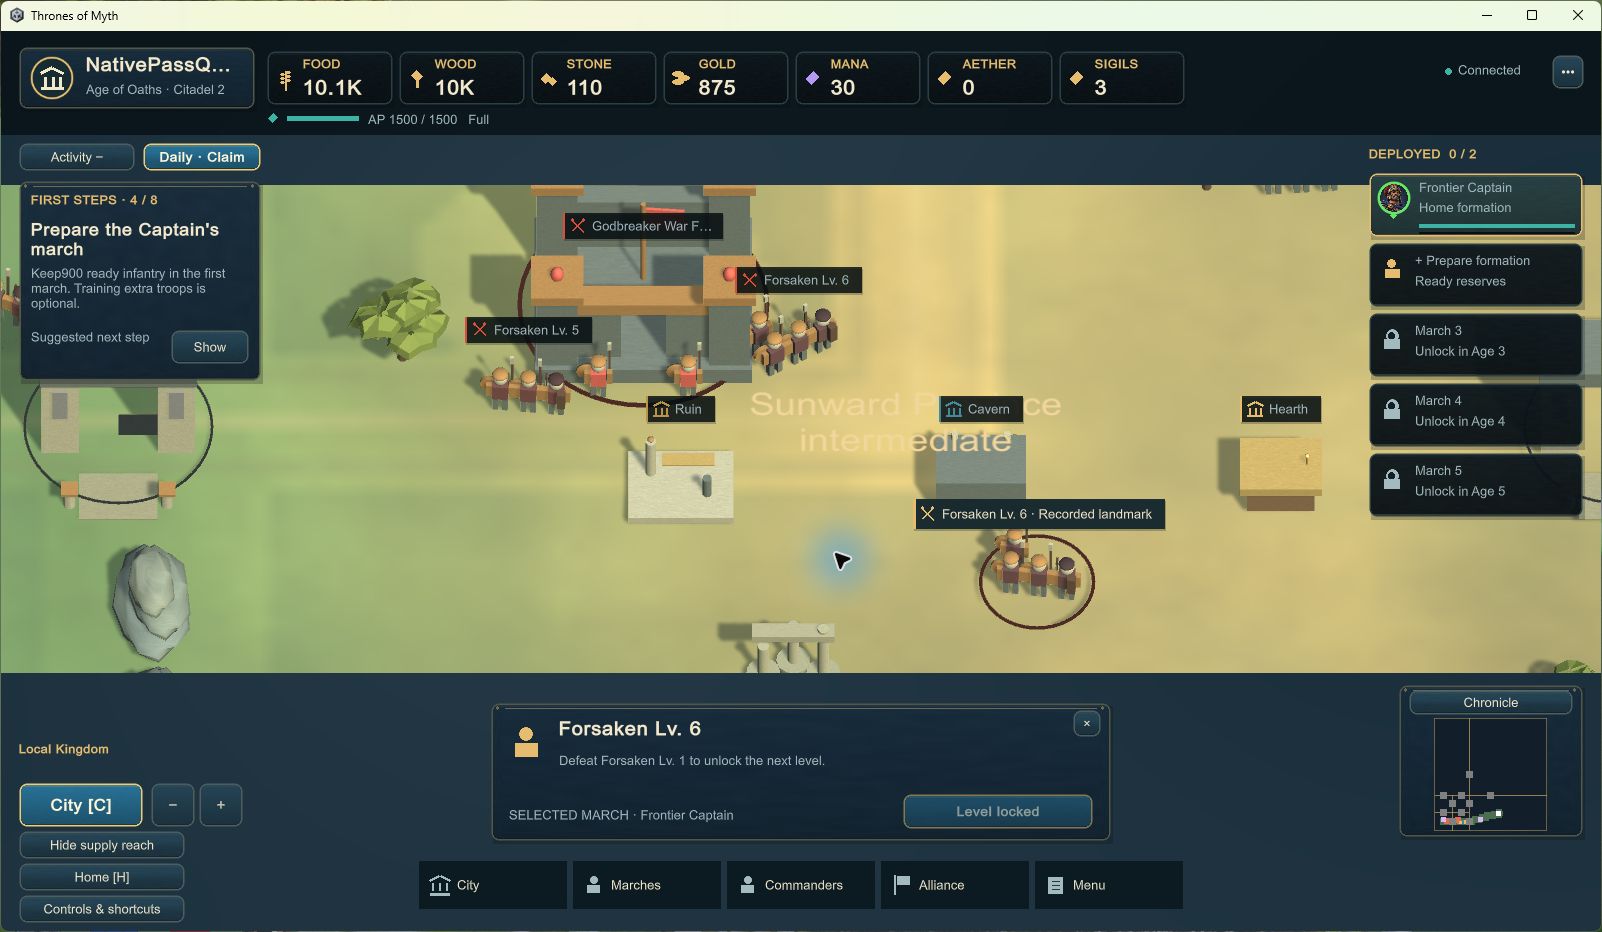 Thrones of Myth
NativePassQ...
Age of Oaths · Citadel 2
FOOD
10.1K
WOOD
10K
STONE
110
GOLD
875
MANA
30
AETHER
0
SIGILS
3
Connected
AP 1500 / 1500 Full
Activity –
Daily · Claim
DEPLOYED 0 / 2
FIRST STEPS · 4 / 8
Prepare the Captain's
march
Keep900 ready infantry in the first
march. Training extra troops is
optional.
Suggested next step
Show
Godbreaker War F...
Forsaken Lv. 6
Forsaken Lv. 5
Ruin
Cavern
Hearth
Sunward
intermediate
Forsaken Lv. 6 · Recorded landmark
Frontier Captain
Home formation
+ Prepare formation
Ready reserves
March 3
Unlock in Age 3
March 4
Unlock in Age 4
March 5
Unlock in Age 5
Local Kingdom
City [C]
–
+
Hide supply reach
Home [H]
Controls & shortcuts
Forsaken Lv. 6
×
Defeat Forsaken Lv. 1 to unlock the next level.
SELECTED MARCH · Frontier Captain
Level locked
City
Marches
Commanders
Alliance
Menu
Chronicle